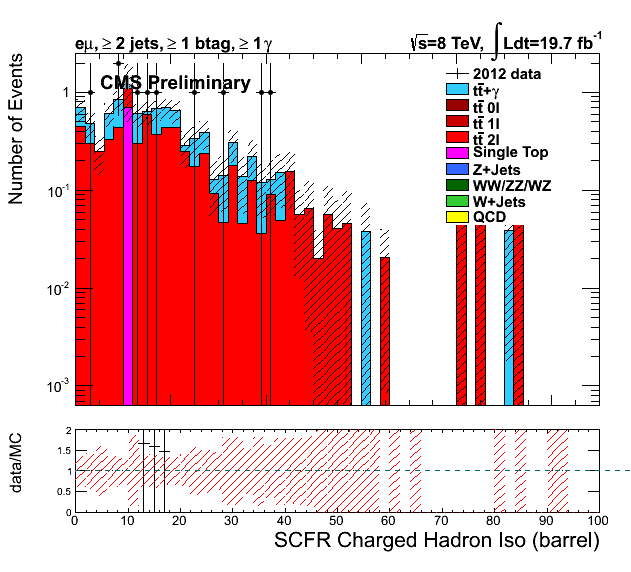 eμ, ≥ 2 jets, ≥ 1 btag, ≥ 1γ
√s=8 TeV, ∫ Ldt=19.7 fb⁻¹
CMS Preliminary
2012 data
tt̄+γ
tt̄ 0l
tt̄ 1l
tt̄ 2l
Single Top
Z+Jets
WW/ZZ/WZ
W+Jets
QCD
Number of Events
1
10⁻¹
10⁻²
10⁻³
data/MC
2
1.5
1
0.5
0
0 10 20 30 40 50 60 70 80 90 100
SCFR Charged Hadron Iso (barrel)